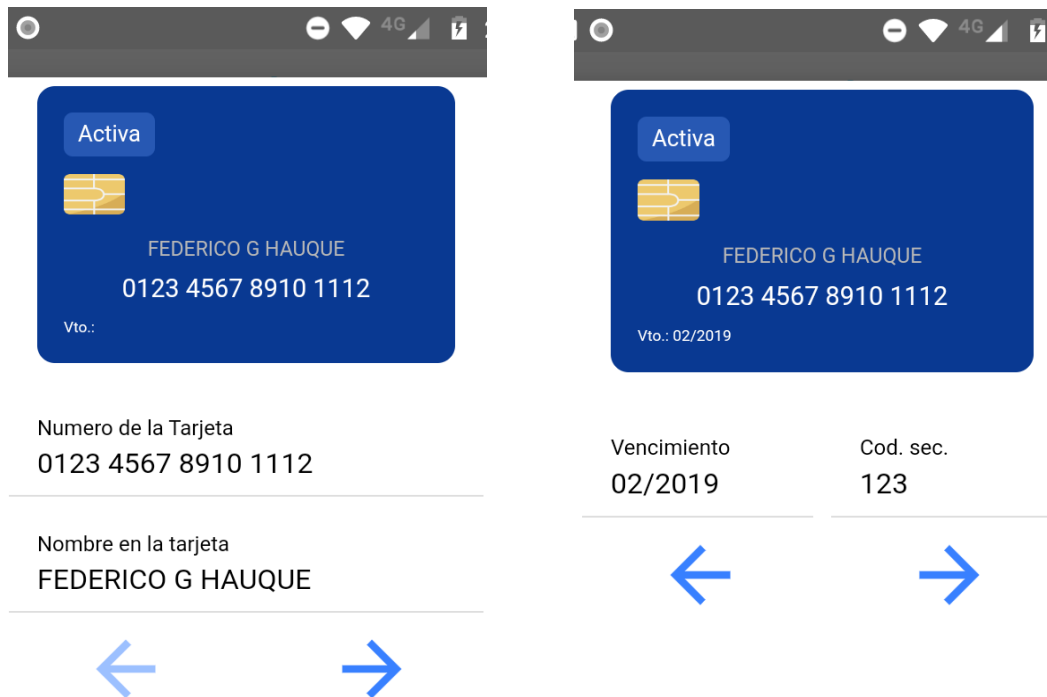 4G
Activa
FEDERICO G HAUQUE
0123 4567 8910 1112
Vto.:
Numero de la Tarjeta
0123 4567 8910 1112
Nombre en la tarjeta
FEDERICO G HAUQUE
4G
Activa
FEDERICO G HAUQUE
0123 4567 8910 1112
Vto.: 02/2019
Vencimiento
Cod. sec.
02/2019
123